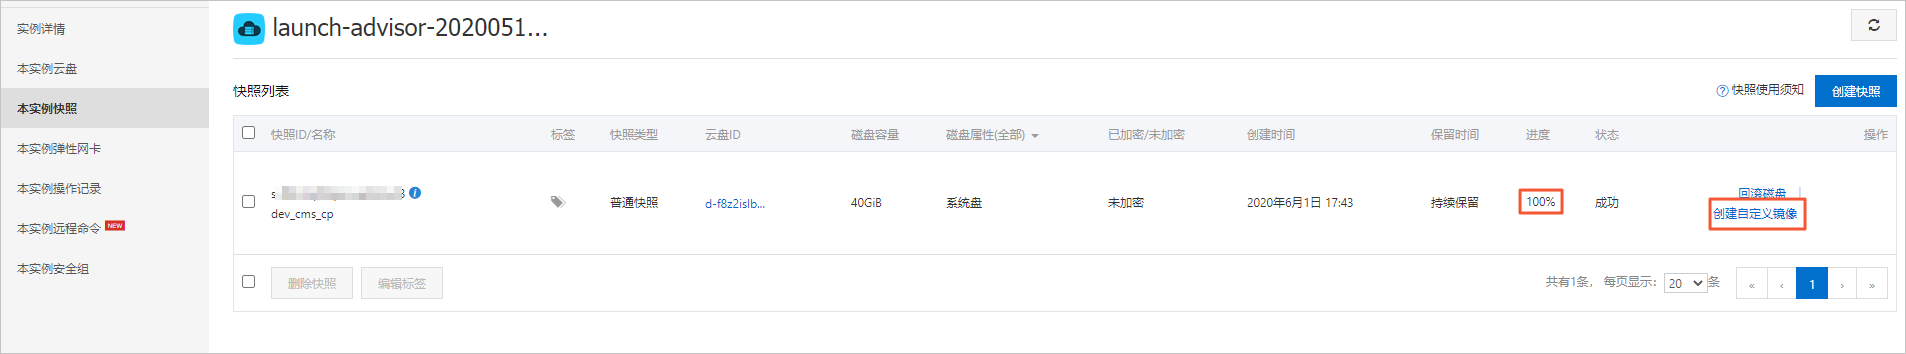 实例详情
本实例云盘
本实例快照
本实例弹性网卡
本实例操作记录
本实例远程命令 NEW
本实例安全组
launch-advisor-2020051...
快照列表
快照使用须知 创建快照
快照ID/名称 标签 快照类型 云盘ID 磁盘容量 磁盘属性(全部) 已加密/未加密 创建时间 保留时间 进度 状态 操作
dev_cms_cp 普通快照 d-f8z2islb... 40GiB 系统盘 未加密 2020年6月1日 17:43 持续保留 100% 成功 回滚磁盘
创建自定义镜像
删除快照 编辑标签 共有1条， 每页显示: 20 条 « ‹ 1 › »